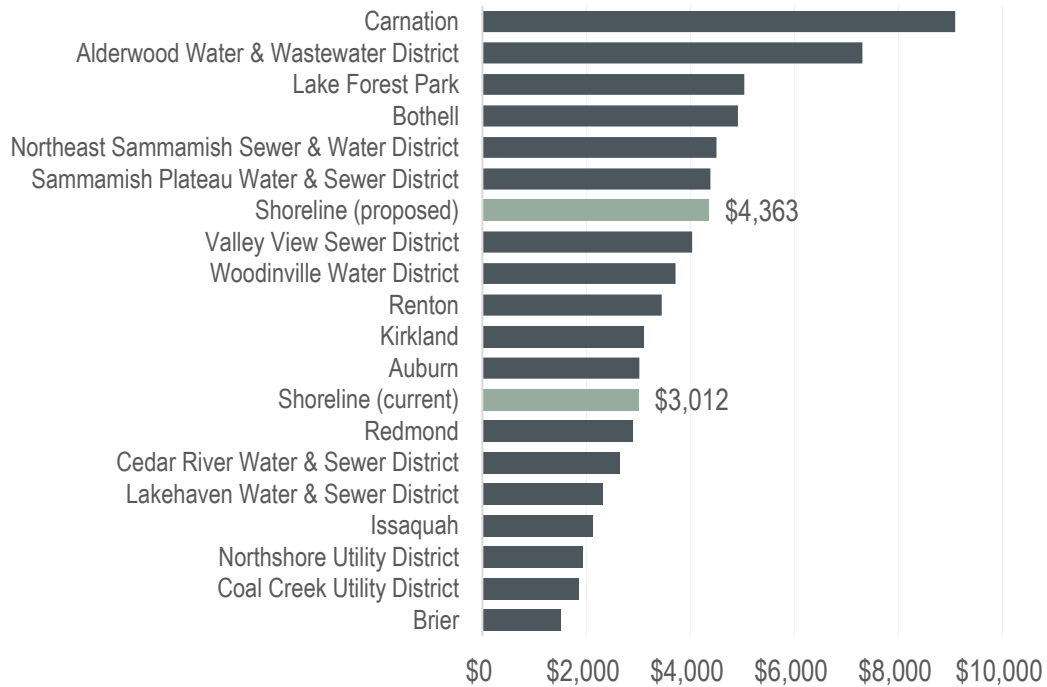 Carnation
Alderwood Water & Wastewater District
Lake Forest Park
Bothell
Northeast Sammamish Sewer & Water District
Sammamish Plateau Water & Sewer District
Shoreline (proposed) $4,363
Valley View Sewer District
Woodinville Water District
Renton
Kirkland
Auburn
Shoreline (current) $3,012
Redmond
Cedar River Water & Sewer District
Lakehaven Water & Sewer District
Issaquah
Northshore Utility District
Coal Creek Utility District
Brier
$0 $2,000 $4,000 $6,000 $8,000 $10,000